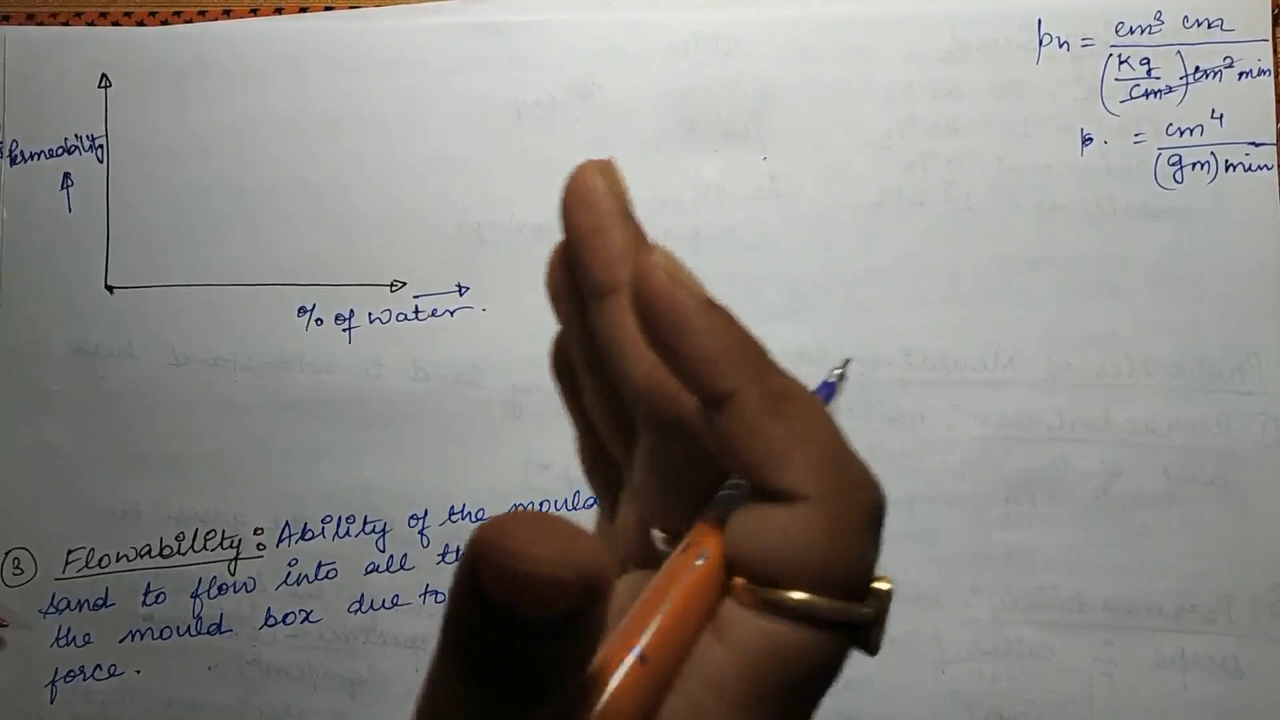 pn = cm³ cm / (Kg/cm²) cm² min
p. = cm⁴ / (gm) min
Permeability
% of water.
③ Flowability: Ability of the mould
sand to flow into all
the mould box due to
force.